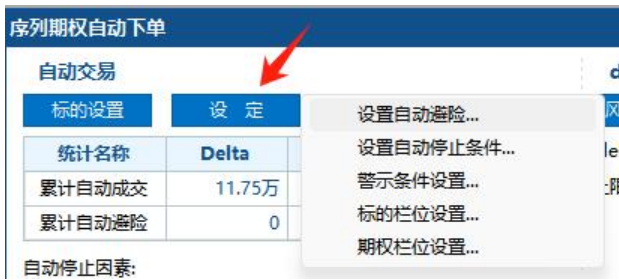 序列期权自动下单
自动交易
标的设置 设 定
设置自动避险...
设置自动停止条件...
警示条件设置...
标的栏位设置...
期权栏位设置...
统计名称 Delta
累计自动成交 11.75万
累计自动避险 0
自动停止因素:
d
风
le